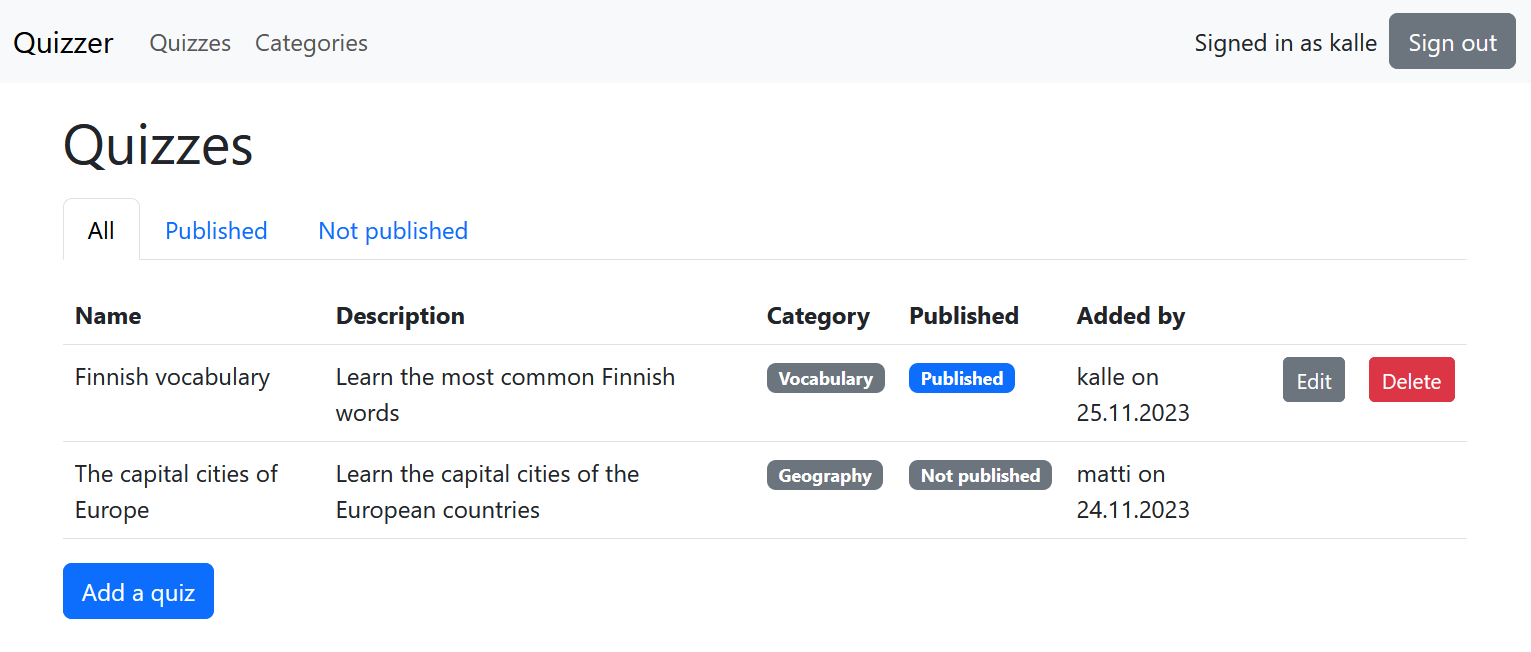 Quizzer Quizzes Categories Signed in as kalle Sign out
Quizzes
All Published Not published
Name Description Category Published Added by
Finnish vocabulary Learn the most common Finnish Vocabulary Published kalle on Edit Delete
words 25.11.2023
The capital cities of Learn the capital cities of the Geography Not published matti on
Europe European countries 24.11.2023
Add a quiz